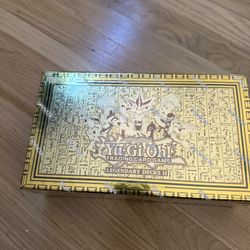 Yu-Gi-Oh!
TRADING CARD GAME
LEGENDARY DECKS II